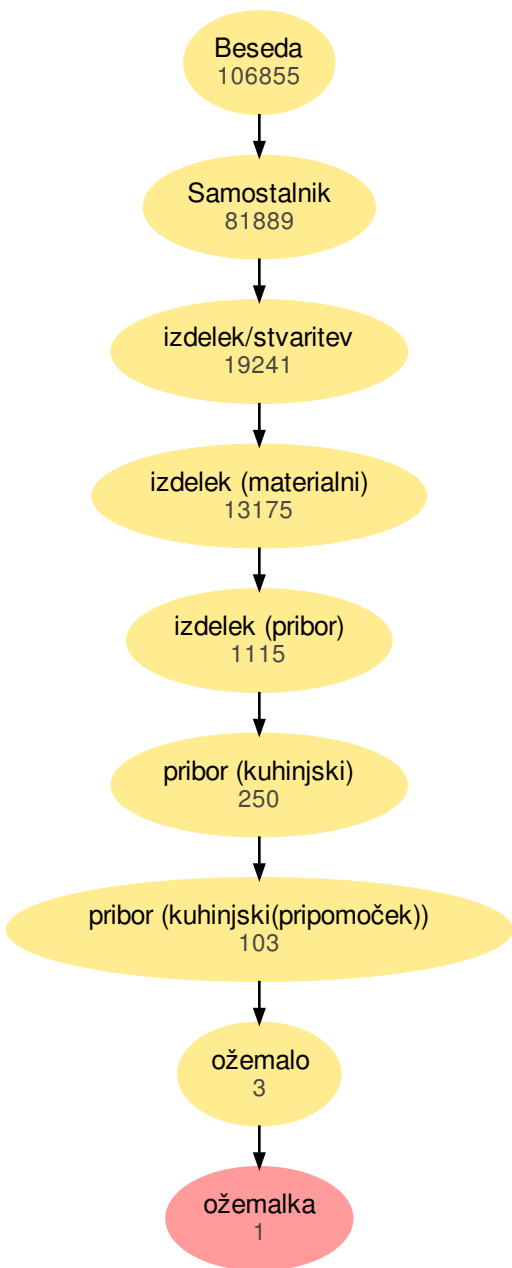 Beseda
106855
Samostalnik
81889
izdelek/stvaritev
19241
izdelek (materialni)
13175
izdelek (pribor)
1115
pribor (kuhinjski)
250
pribor (kuhinjski(pripomoček))
103
ožemalo
3
ožemalka
1